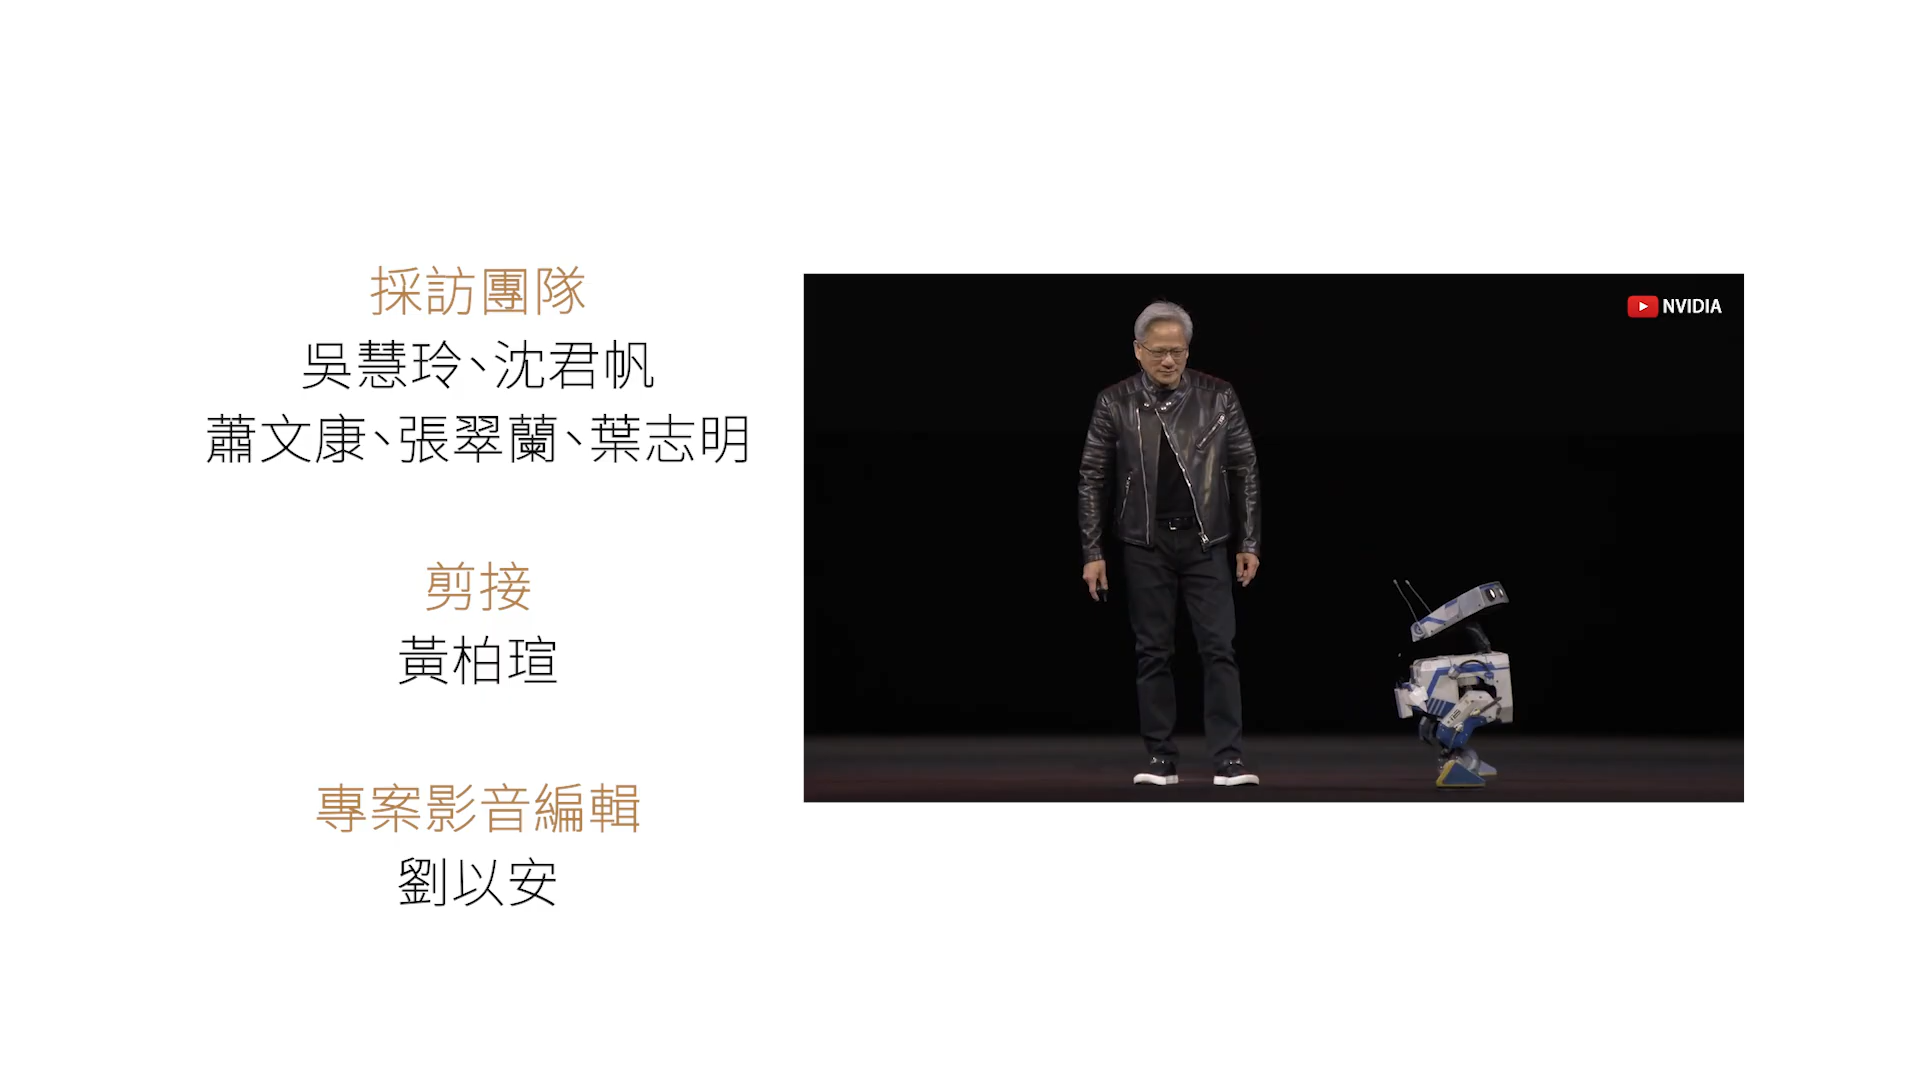 採訪團隊
吳慧玲、沈君帆
蕭文康、張翠蘭、葉志明
剪接
黃柏瑄
專案影音編輯
劉以安
NVIDIA